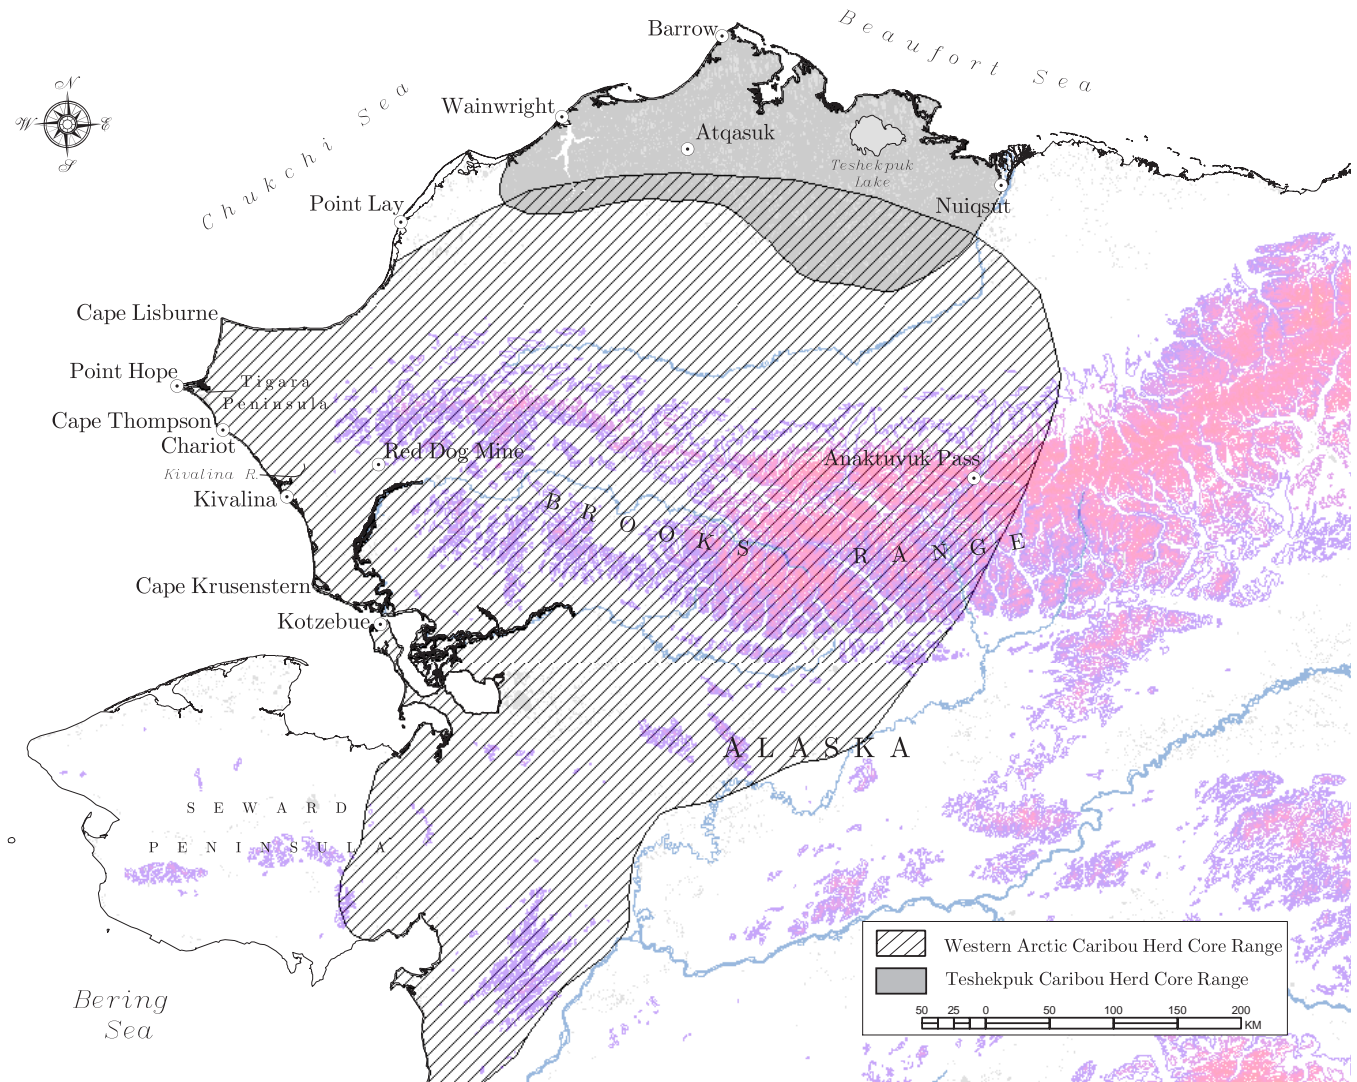 Beaufort Sea
Barrow
N
W
E
S
Chukchi Sea
Wainwright
Atqasuk
Teshekpuk
Lake
Point Lay
Nuiqsut
Cape Lisburne
Point Hope
Tigara
Peninsula
Cape Thompson
Chariot
Red Dog Mine
Anaktuvuk Pass
Kivalina R.
Kivalina
BROOKS RANGE
Cape Krusenstern
Kotzebue
ALASKA
SEWARD
PENINSULA
Western Arctic Caribou Herd Core Range
Teshekpuk Caribou Herd Core Range
50 25 0 50 100 150 200
KM
Bering
Sea